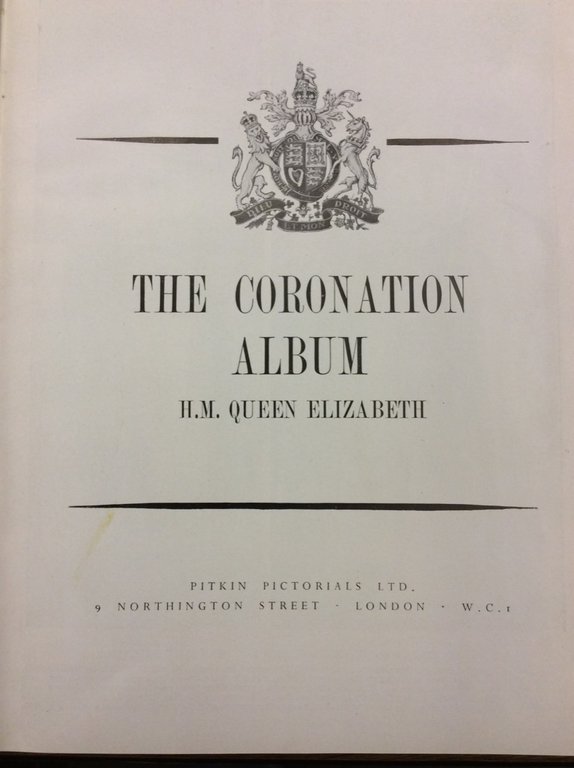 DIEU ET MON DROIT
THE CORONATION
ALBUM
H.M. QUEEN ELIZABETH
PITKIN PICTORIALS LTD.
9 NORTHINGTON STREET · LONDON · W.C.1